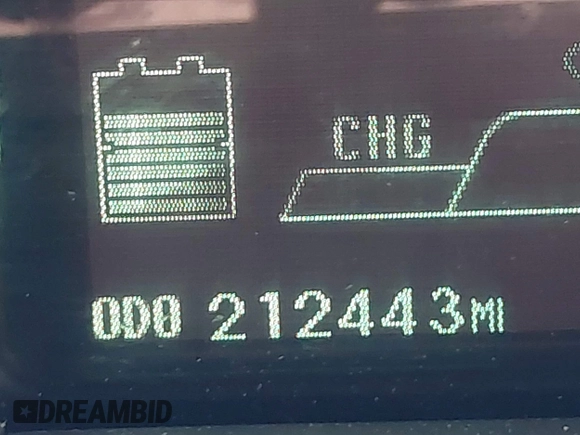 CHG
ODO 212443MI
DREAMBID